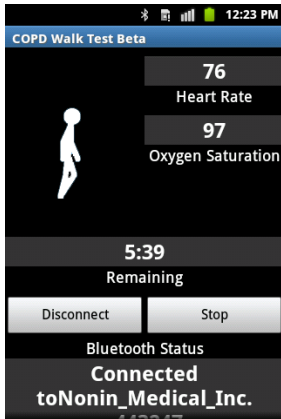 12:23 PM
COPD Walk Test Beta
76
Heart Rate
97
Oxygen Saturation
5:39
Remaining
Disconnect
Stop
Bluetooth Status
Connected
toNonin_Medical_Inc.